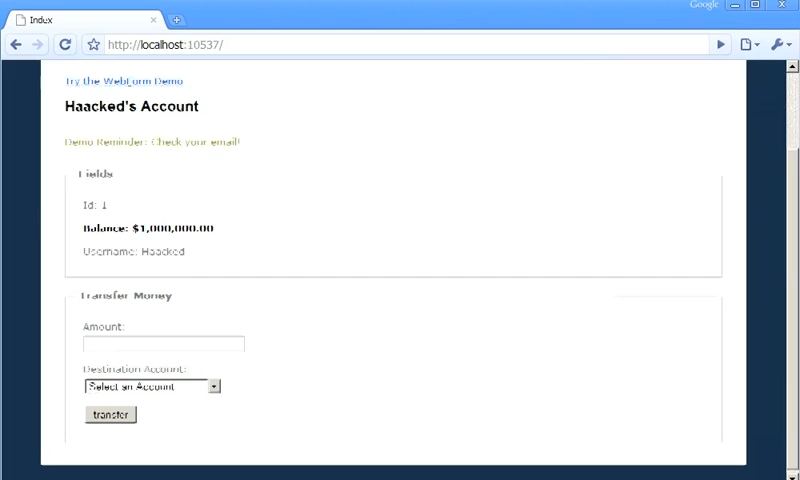 Google
Index
http://localhost:10537/
Try the WebForm Demo
Haacked's Account
Demo Reminder: Check your email!
Fields
Id: 1
Balance: $1,000,000.00
Username: Haacked
Transfer Money
Amount:
Destination Account:
Select an Account
transfer